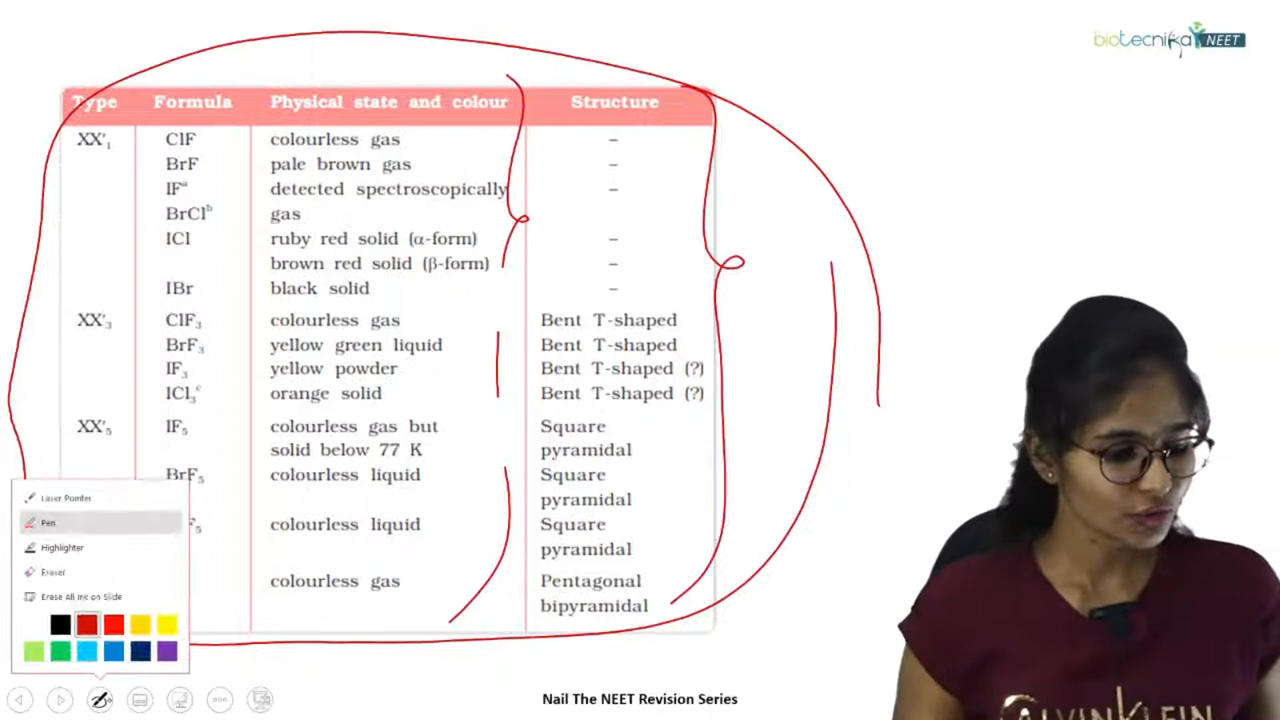 biotecnika NEET
Type Formula Physical state and colour Structure
XX′₁ ClF colourless gas –
BrF pale brown gas –
IFᵃ detected spectroscopically –
BrClᵇ gas
ICl ruby red solid (α-form) –
brown red solid (β-form) –
IBr black solid –
XX′₃ ClF₃ colourless gas Bent T-shaped
BrF₃ yellow green liquid Bent T-shaped
IF₃ yellow powder Bent T-shaped (?)
ICl₃ᶜ orange solid Bent T-shaped (?)
XX′₅ IF₅ colourless gas but Square
solid below 77 K pyramidal
BrF₅ colourless liquid Square
pyramidal
colourless liquid Square
pyramidal
colourless gas Pentagonal
bipyramidal
Laser Pointer
Pen
Highlighter
Eraser
Erase All Ink on Slide
Nail The NEET Revision Series
CALVIN KLEIN